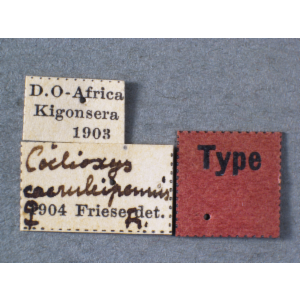 D.O-Africa
Kigonsera
1903
Coelioxys
caeruleipennis
♀ 1904 Friese det.
n.
Type